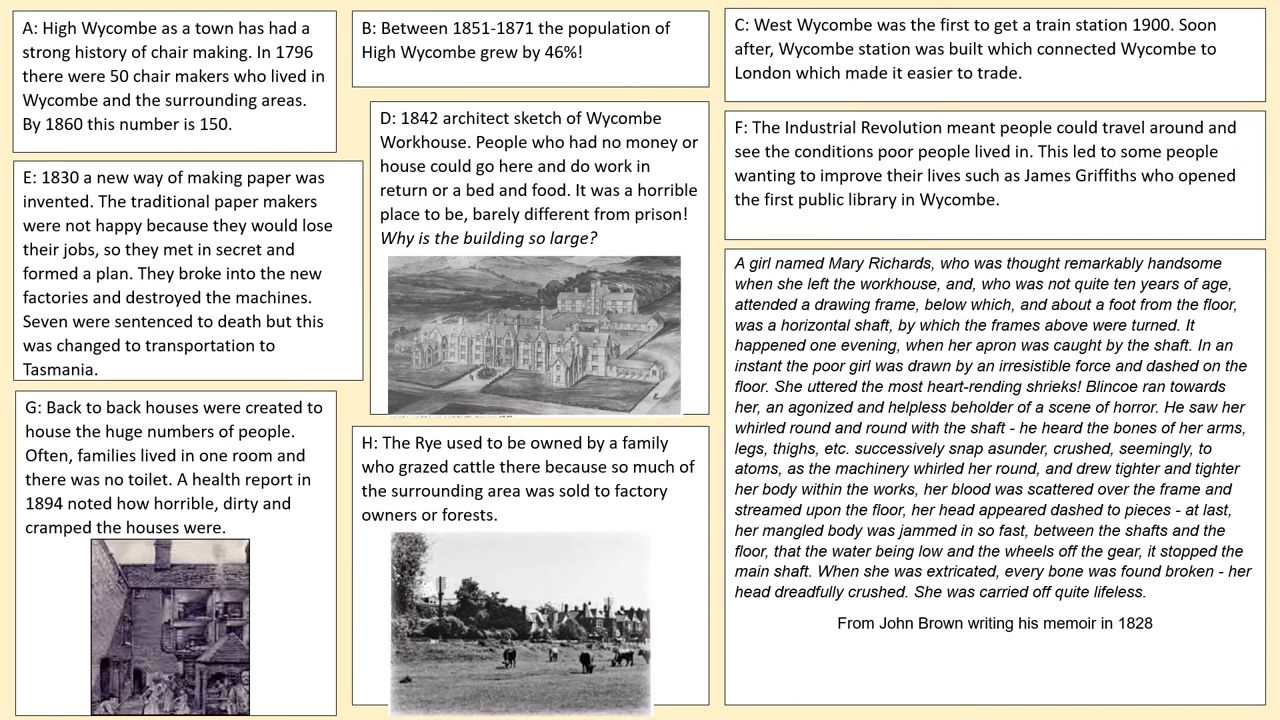 A: High Wycombe as a town has had a
strong history of chair making. In 1796
there were 50 chair makers who lived in
Wycombe and the surrounding areas.
By 1860 this number is 150.
B: Between 1851-1871 the population of
High Wycombe grew by 46%!
C: West Wycombe was the first to get a train station 1900. Soon
after, Wycombe station was built which connected Wycombe to
London which made it easier to trade.
D: 1842 architect sketch of Wycombe
Workhouse. People who had no money or
house could go here and do work in
return or a bed and food. It was a horrible
place to be, barely different from prison!
Why is the building so large?
E: 1830 a new way of making paper was
invented. The traditional paper makers
were not happy because they would lose
their jobs, so they met in secret and
formed a plan. They broke into the new
factories and destroyed the machines.
Seven were sentenced to death but this
was changed to transportation to
Tasmania.
F: The Industrial Revolution meant people could travel around and
see the conditions poor people lived in. This led to some people
wanting to improve their lives such as James Griffiths who opened
the first public library in Wycombe.
G: Back to back houses were created to
house the huge numbers of people.
Often, families lived in one room and
there was no toilet. A health report in
1894 noted how horrible, dirty and
cramped the houses were.
H: The Rye used to be owned by a family
who grazed cattle there because so much of
the surrounding area was sold to factory
owners or forests.
A girl named Mary Richards, who was thought remarkably handsome
when she left the workhouse, and, who was not quite ten years of age,
attended a drawing frame, below which, and about a foot from the floor,
was a horizontal shaft, by which the frames above were turned. It
happened one evening, when her apron was caught by the shaft. In an
instant the poor girl was drawn by an irresistible force and dashed on the
floor. She uttered the most heart-rending shrieks! Blincoe ran towards
her, an agonized and helpless beholder of a scene of horror. He saw her
whirled round and round with the shaft - he heard the bones of her arms,
legs, thighs, etc. successively snap asunder, crushed, seemingly, to
atoms, as the machinery whirled her round, and drew tighter and tighter
her body within the works, her blood was scattered over the frame and
streamed upon the floor, her head appeared dashed to pieces - at last,
her mangled body was jammed in so fast, between the shafts and the
floor, that the water being low and the wheels off the gear, it stopped the
main shaft. When she was extricated, every bone was found broken - her
head dreadfully crushed. She was carried off quite lifeless.
From John Brown writing his memoir in 1828